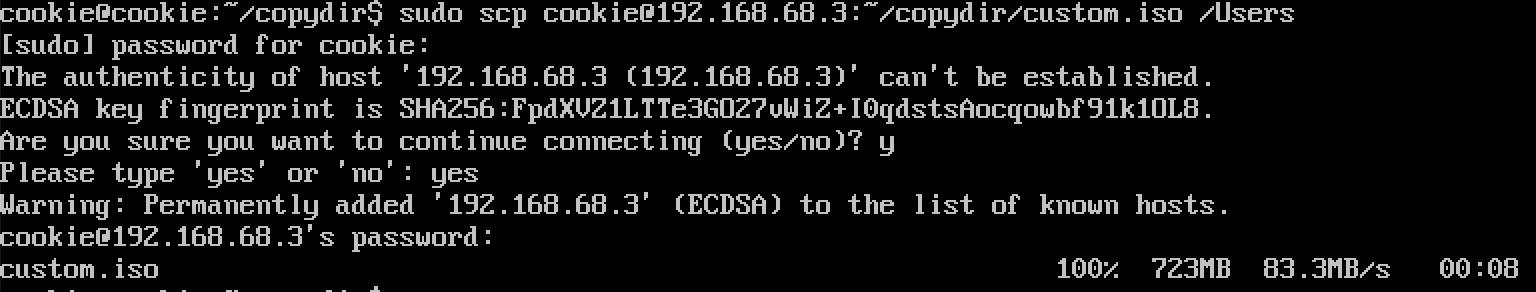 cookie@cookie:~/copydir$ sudo scp cookie@192.168.68.3:~/copydir/custom.iso /Users
[sudo] password for cookie:
The authenticity of host '192.168.68.3 (192.168.68.3)' can't be established.
ECDSA key fingerprint is SHA256:FpdXVZ1LTTe3GO27vWiZ+I0qdstsAocqowbf91k1OL8.
Are you sure you want to continue connecting (yes/no)? y
Please type 'yes' or 'no': yes
Warning: Permanently added '192.168.68.3' (ECDSA) to the list of known hosts.
cookie@192.168.68.3's password:
custom.iso 100% 723MB 83.3MB/s 00:08